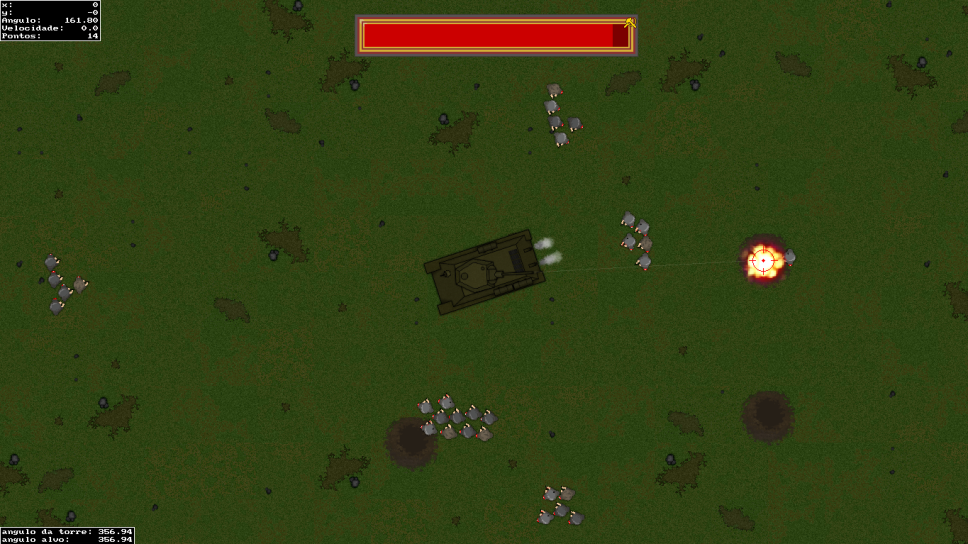 x: 0
y: -0
Angulo: 161.80
Velocidade: 0.0
Pontos: 14
angulo da torre: 356.94
angulo alvo: 356.94